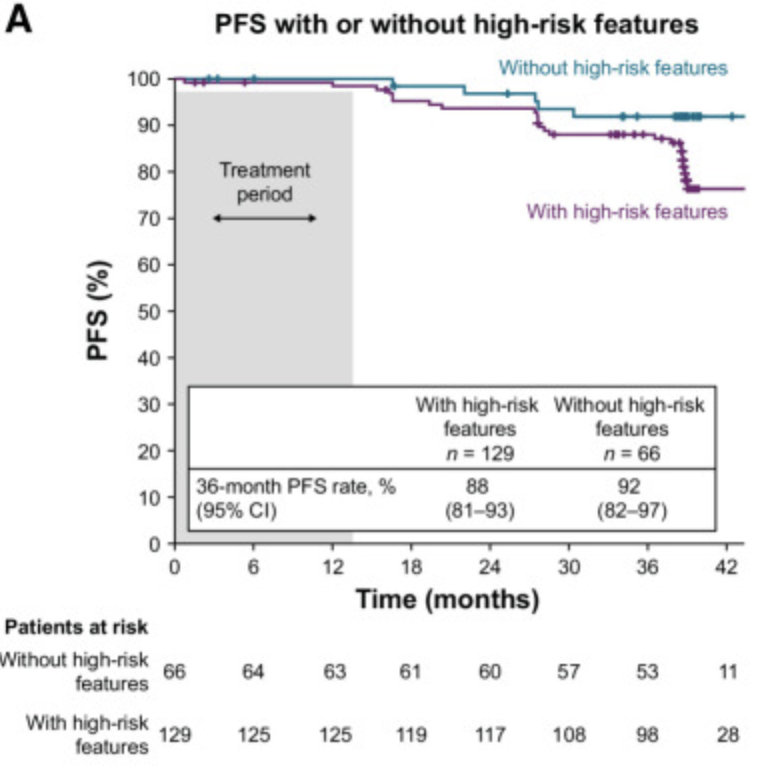 A
PFS with or without high-risk features
Without high-risk features
With high-risk features
Treatment
period
PFS (%)
100
90
80
70
60
50
40
30
20
10
0
With high-risk features n = 129
Without high-risk features n = 66
36-month PFS rate, % (95% CI)
88 (81–93)
92 (82–97)
0 6 12 18 24 30 36 42
Time (months)
Patients at risk
Without high-risk features 66 64 63 61 60 57 53 11
With high-risk features 129 125 125 119 117 108 98 28